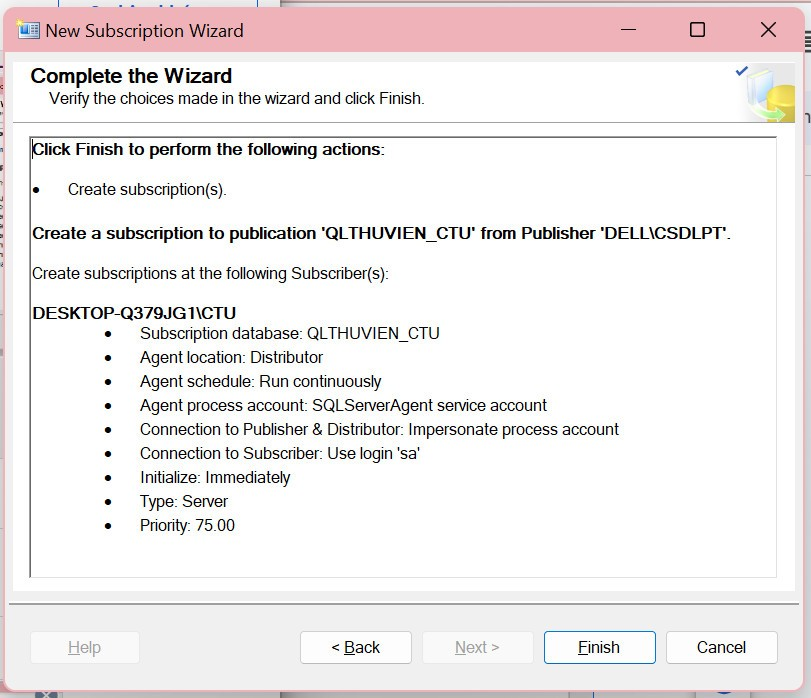 New Subscription Wizard
Complete the Wizard
Verify the choices made in the wizard and click Finish.
Click Finish to perform the following actions:
• Create subscription(s).
Create a subscription to publication 'QLTHUVIEN_CTU' from Publisher 'DELL\CSDLPT'.
Create subscriptions at the following Subscriber(s):
DESKTOP-Q379JG1\CTU
• Subscription database: QLTHUVIEN_CTU
• Agent location: Distributor
• Agent schedule: Run continuously
• Agent process account: SQLServerAgent service account
• Connection to Publisher & Distributor: Impersonate process account
• Connection to Subscriber: Use login 'sa'
• Initialize: Immediately
• Type: Server
• Priority: 75.00
Help
< Back
Next >
Finish
Cancel